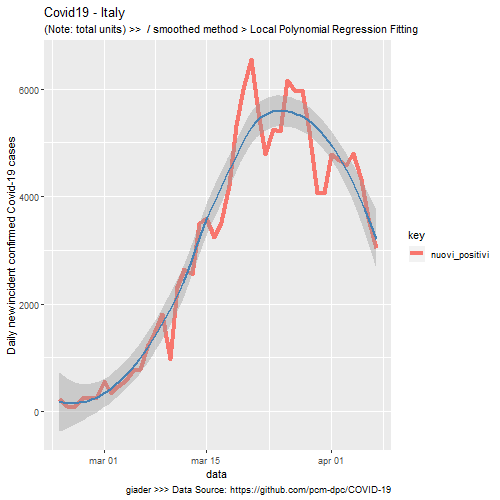 Covid19 - Italy
(Note: total units) >> / smoothed method > Local Polynomial Regression Fitting
Daily new/incident confirmed Covid-19 cases
6000
4000
2000
0
mar 01
mar 15
apr 01
data
key
nuovi_positivi
giader >>> Data Source: https://github.com/pcm-dpc/COVID-19